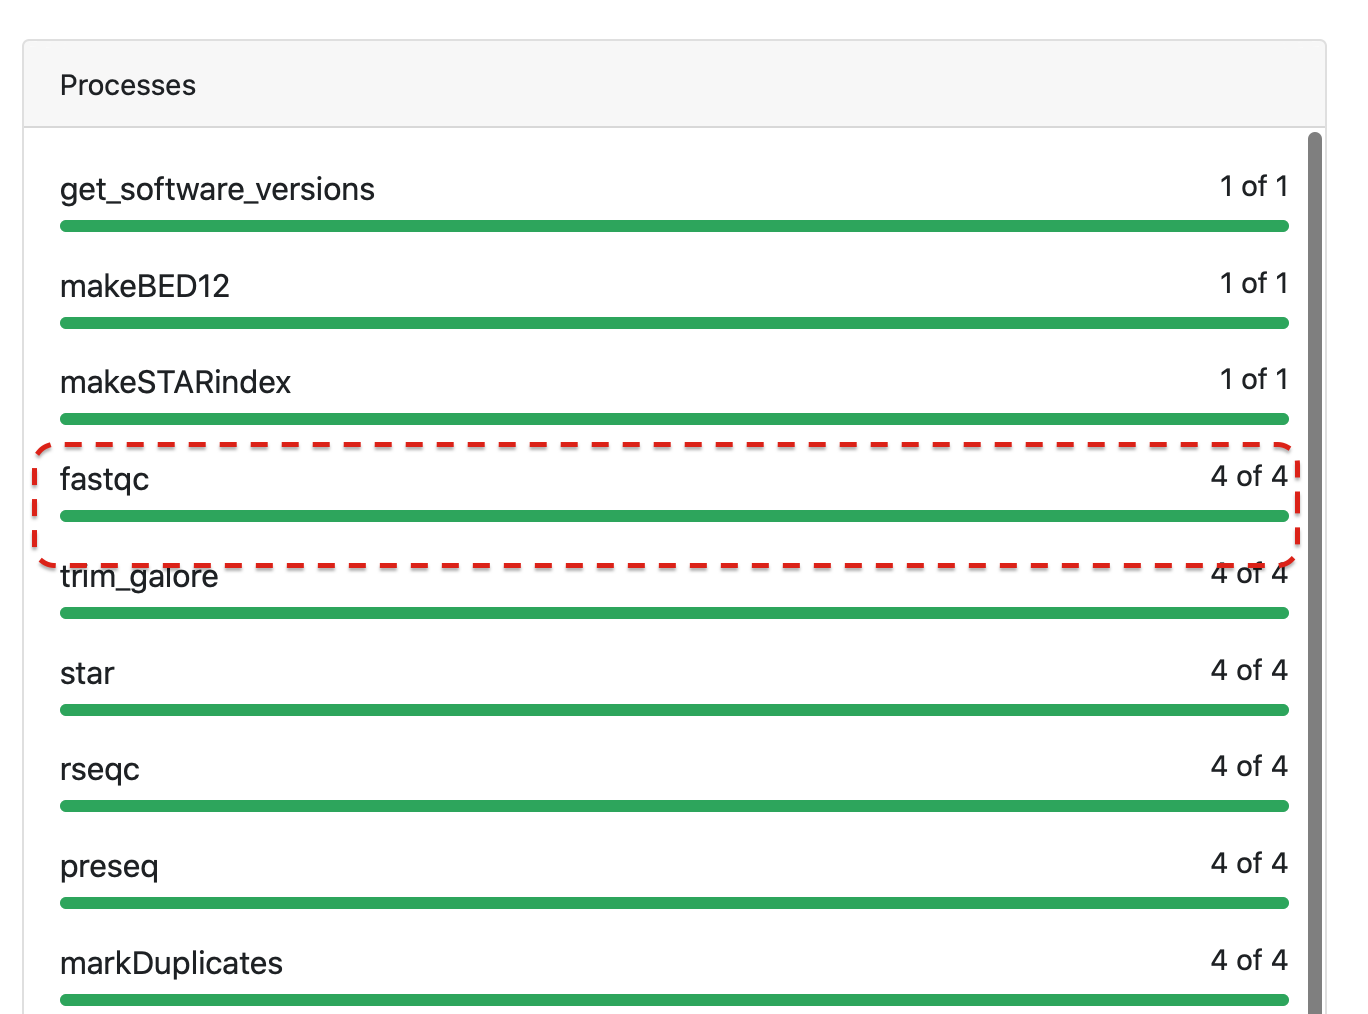 Processes
get_software_versions 1 of 1
makeBED12 1 of 1
makeSTARindex 1 of 1
fastqc 4 of 4
trim_galore 4 of 4
star 4 of 4
rseqc 4 of 4
preseq 4 of 4
markDuplicates 4 of 4